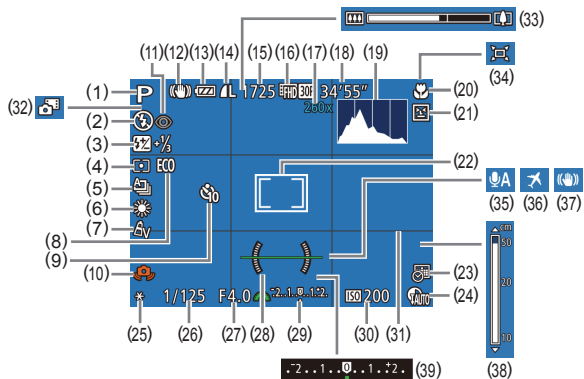 (11) (12) (13) (14) (15) (16) (17) (18) (19) (33)
(34)
(32) (1) P L 1725 FHD 30P 34'55" (20)
260x
(2) (21)
(3) +⅓
(4) ECO (22)
(5) A (35) (36) (37)
(6) 10
(7) Av cm
(8) 50
(9)
(10) (23) 20
AUTO (24)
* 1/125 F4.0 -2..1..0..1..2. ISO 200 10
(25) (26) (27) (28) (29) (30) (31)
-2..1..0..1..+2. (39) (38)